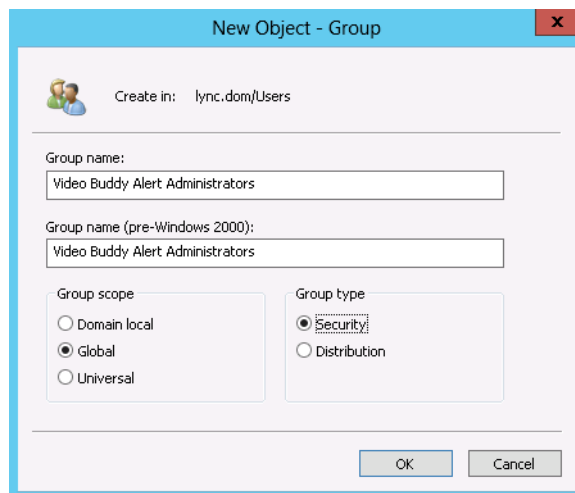 New Object - Group
x
Create in: lync.dom/Users
Group name:
Video Buddy Alert Administrators
Group name (pre-Windows 2000):
Video Buddy Alert Administrators
Group scope
Domain local
Global
Universal
Group type
Security
Distribution
OK Cancel